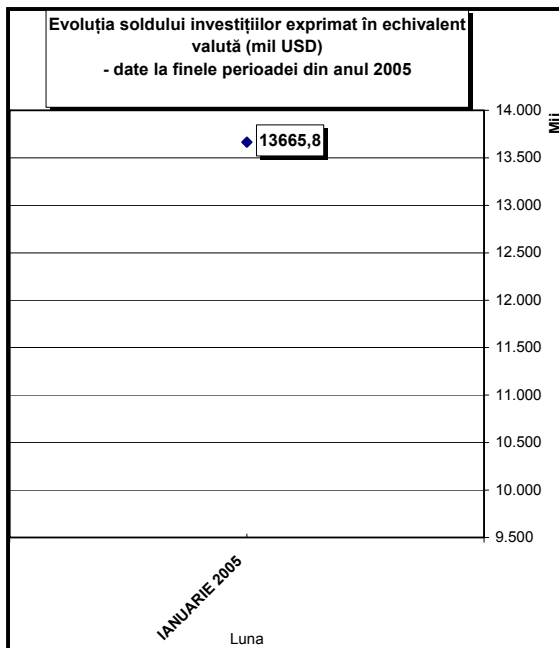 Evoluția soldului investițiilor exprimat în echivalent
valută (mil USD)
- date la finele perioadei din anul 2005
14.000
Mii
13665,8
13.500
13.000
12.500
12.000
11.500
11.000
10.500
10.000
9.500
IANUARIE 2005
Luna